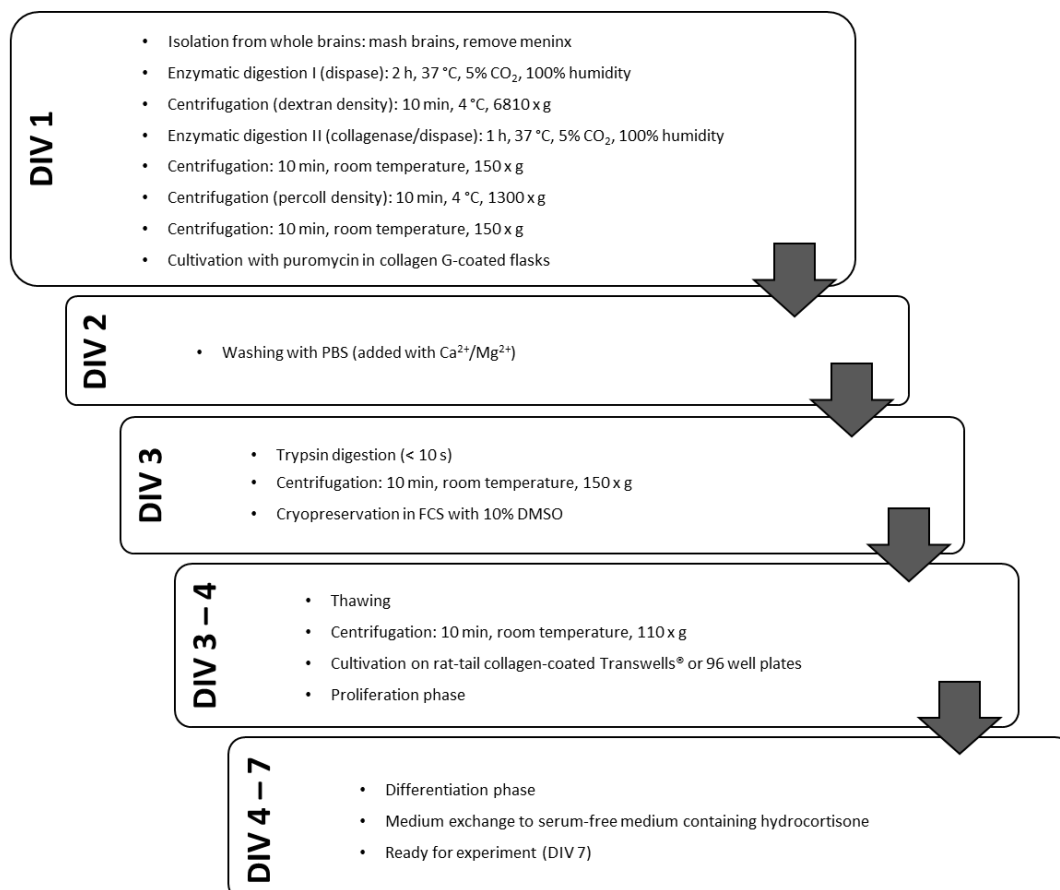 DIV 1
• Isolation from whole brains: mash brains, remove meninx
• Enzymatic digestion I (dispase): 2 h, 37 °C, 5% CO₂, 100% humidity
• Centrifugation (dextran density): 10 min, 4 °C, 6810 x g
• Enzymatic digestion II (collagenase/dispase): 1 h, 37 °C, 5% CO₂, 100% humidity
• Centrifugation: 10 min, room temperature, 150 x g
• Centrifugation (percoll density): 10 min, 4 °C, 1300 x g
• Centrifugation: 10 min, room temperature, 150 x g
• Cultivation with puromycin in collagen G-coated flasks
DIV 2
• Washing with PBS (added with Ca²⁺/Mg²⁺)
DIV 3
• Trypsin digestion (< 10 s)
• Centrifugation: 10 min, room temperature, 150 x g
• Cryopreservation in FCS with 10% DMSO
DIV 3 – 4
• Thawing
• Centrifugation: 10 min, room temperature, 110 x g
• Cultivation on rat-tail collagen-coated Transwells® or 96 well plates
• Proliferation phase
DIV 4 – 7
• Differentiation phase
• Medium exchange to serum-free medium containing hydrocortisone
• Ready for experiment (DIV 7)